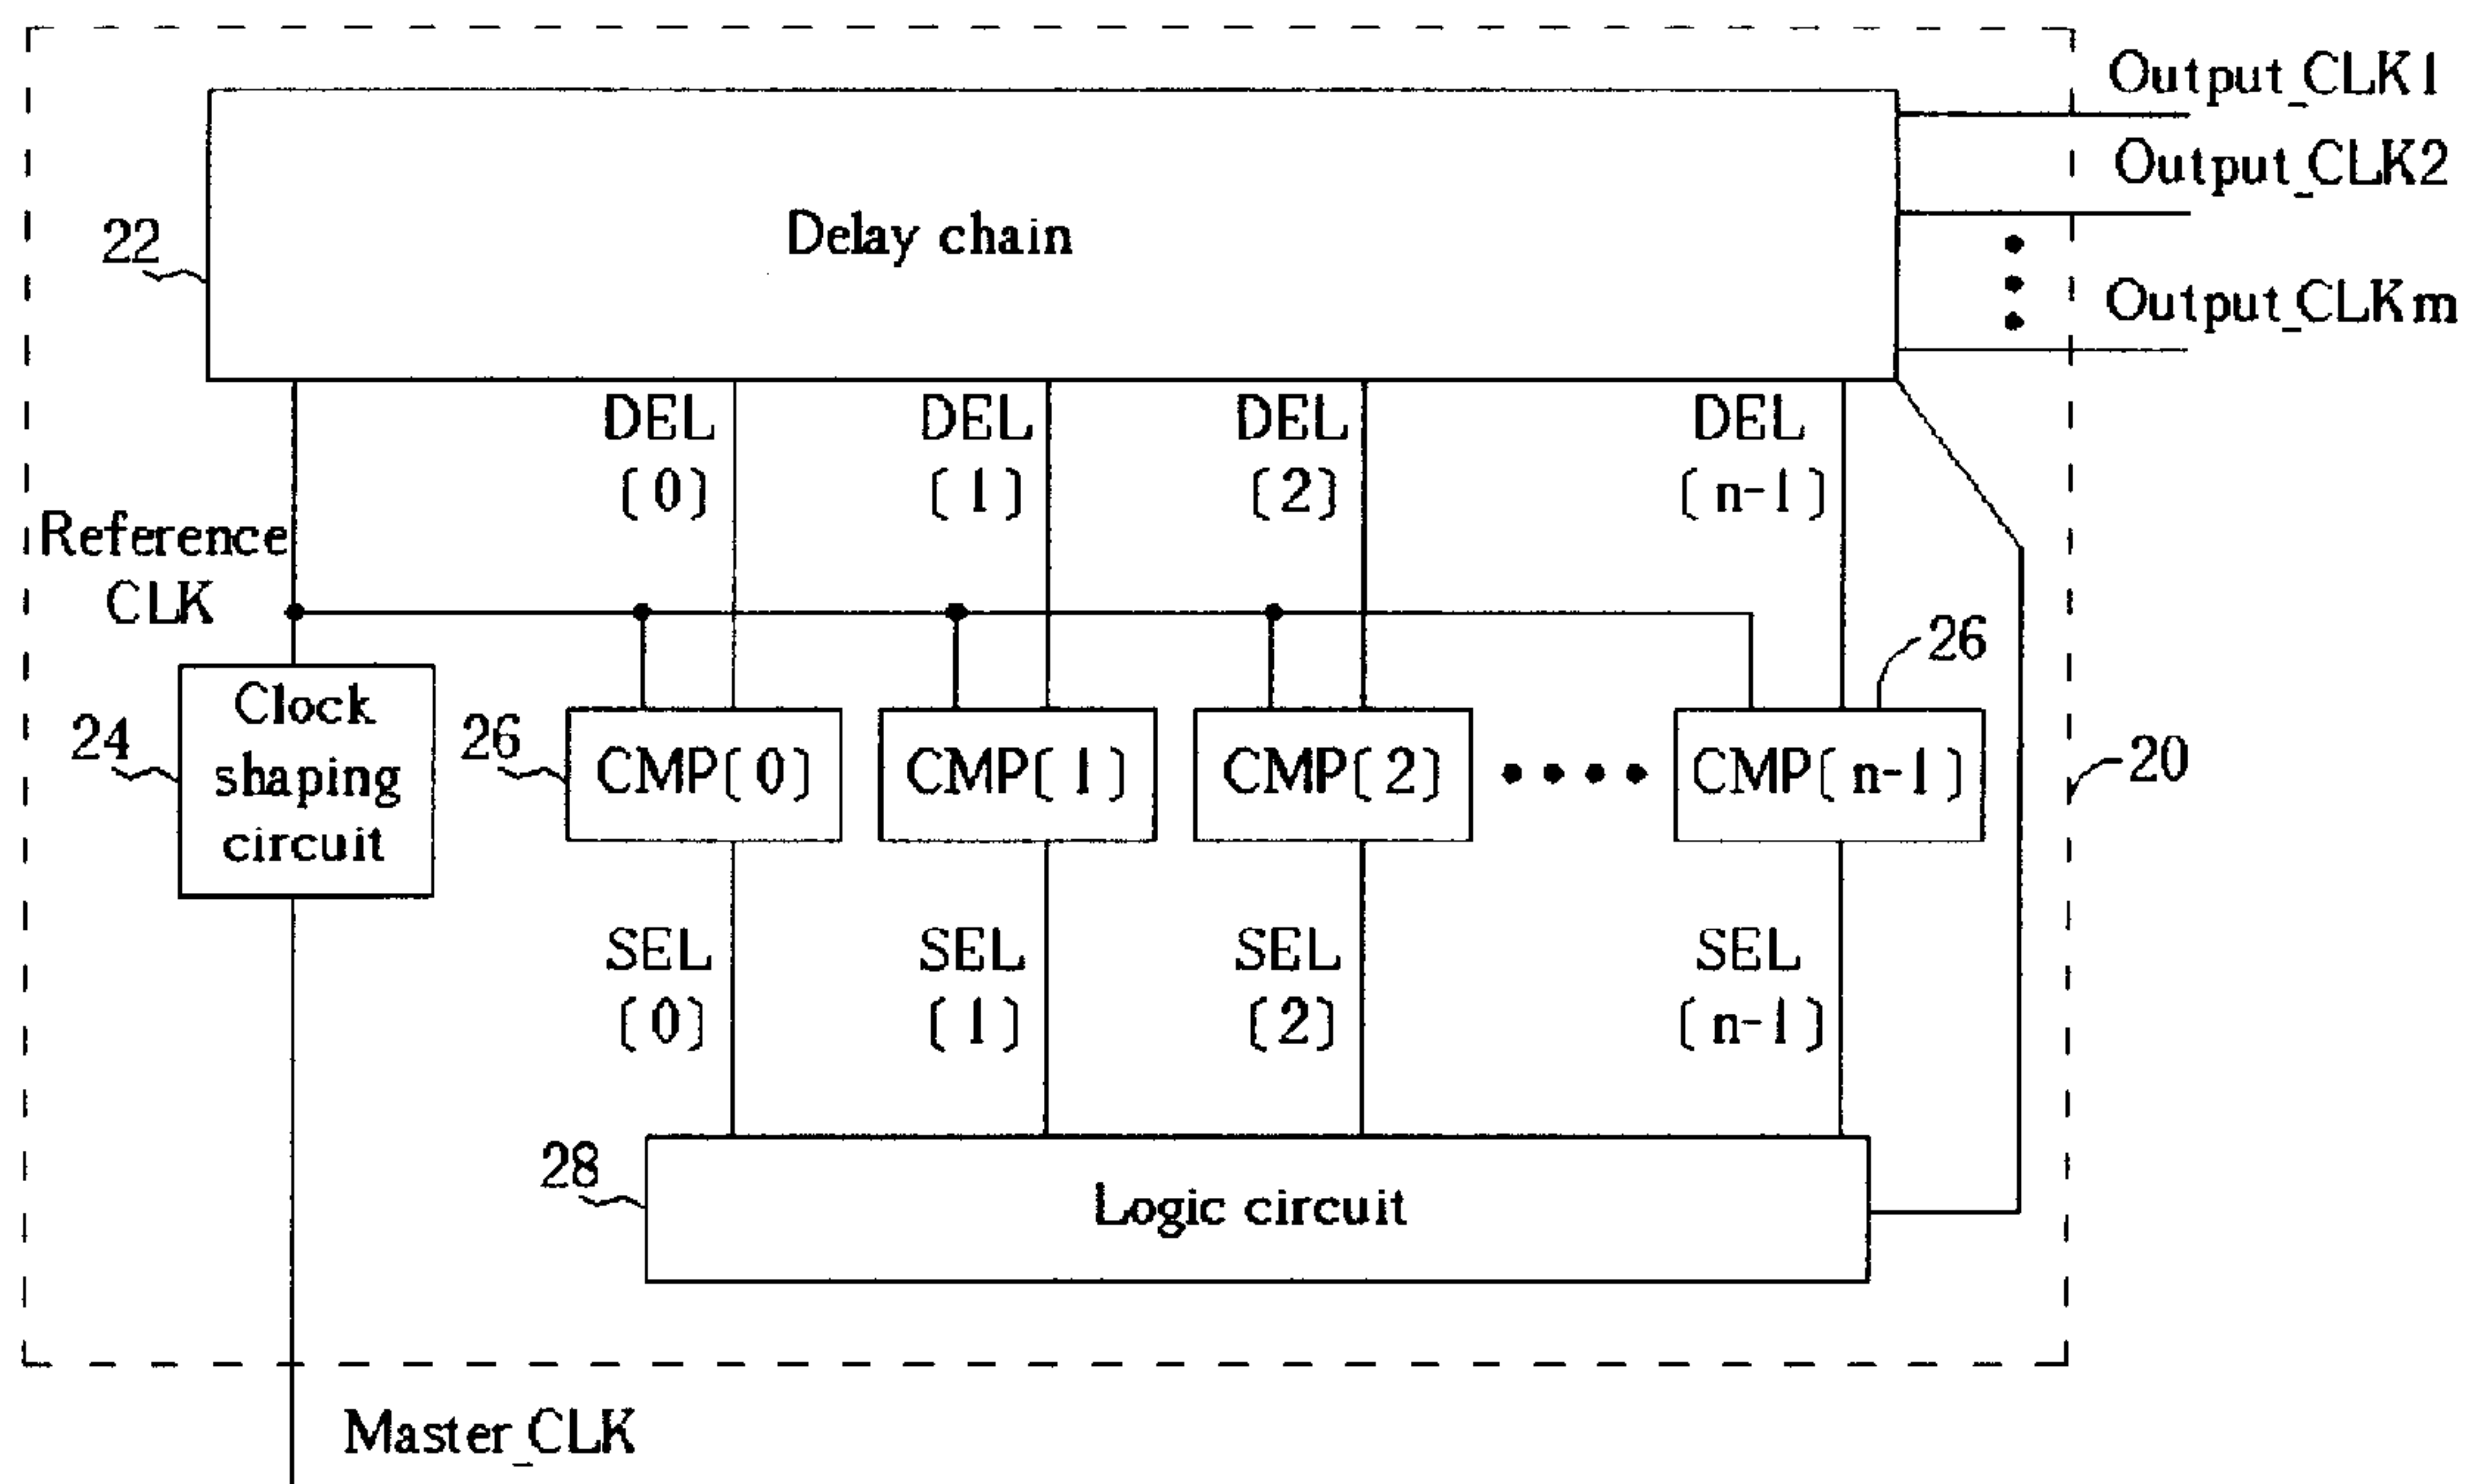 Output_CLK1
Output_CLK2
Output_CLKm
22
Delay chain
DEL
(0)
DEL
(1)
DEL
(2)
DEL
(n-1)
Reference
CLK
24
Clock
shaping
circuit
26
CMP(0)
CMP(1)
CMP(2)
CMP(n-1)
26
20
SEL
(0)
SEL
(1)
SEL
(2)
SEL
(n-1)
28
Logic circuit
Master_CLK